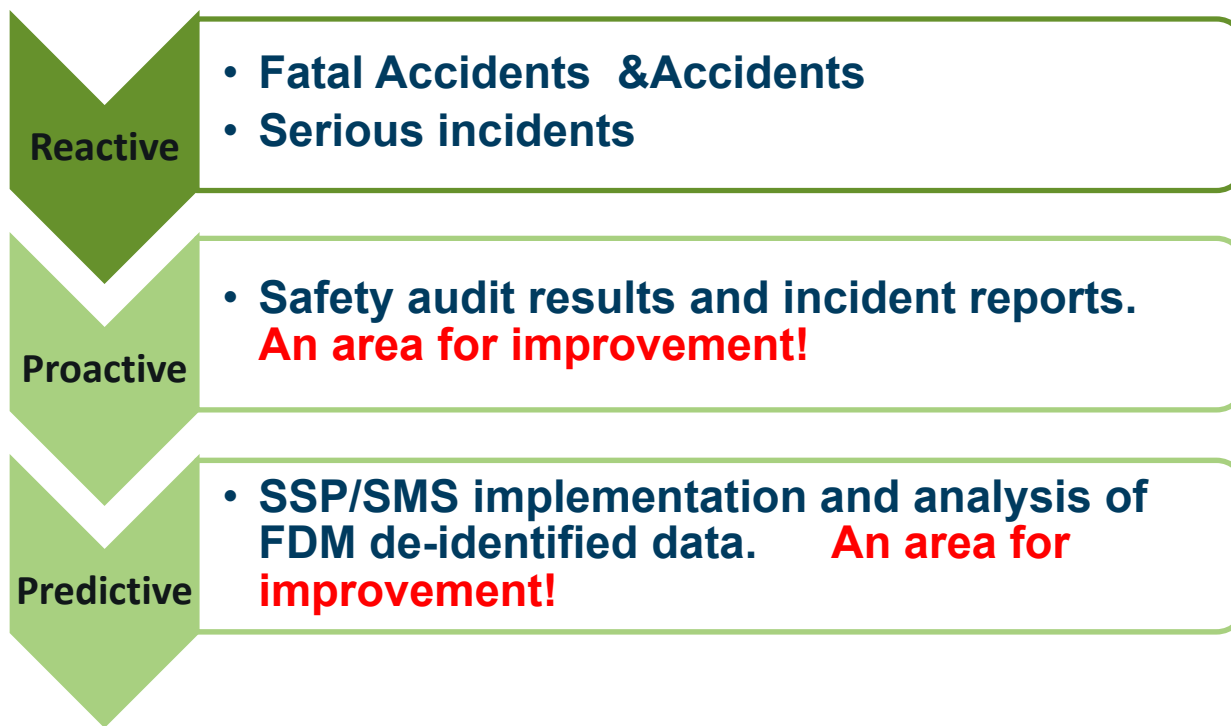 Reactive
• Fatal Accidents  &Accidents
• Serious incidents
Proactive
• Safety audit results and incident reports.
An area for improvement!
Predictive
• SSP/SMS implementation and analysis of
FDM de-identified data.      An area for
improvement!